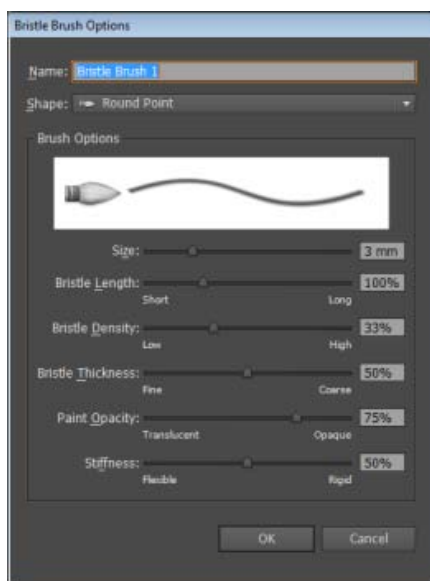 Bristle Brush Options
Name: Bristle Brush 1
Shape: Round Point
Brush Options
Size: 3 mm
Bristle Length: 100%
Short Long
Bristle Density: 33%
Low High
Bristle Thickness: 50%
Fine Coarse
Paint Opacity: 75%
Translucent Opaque
Stiffness: 50%
Flexible Rigid
OK Cancel